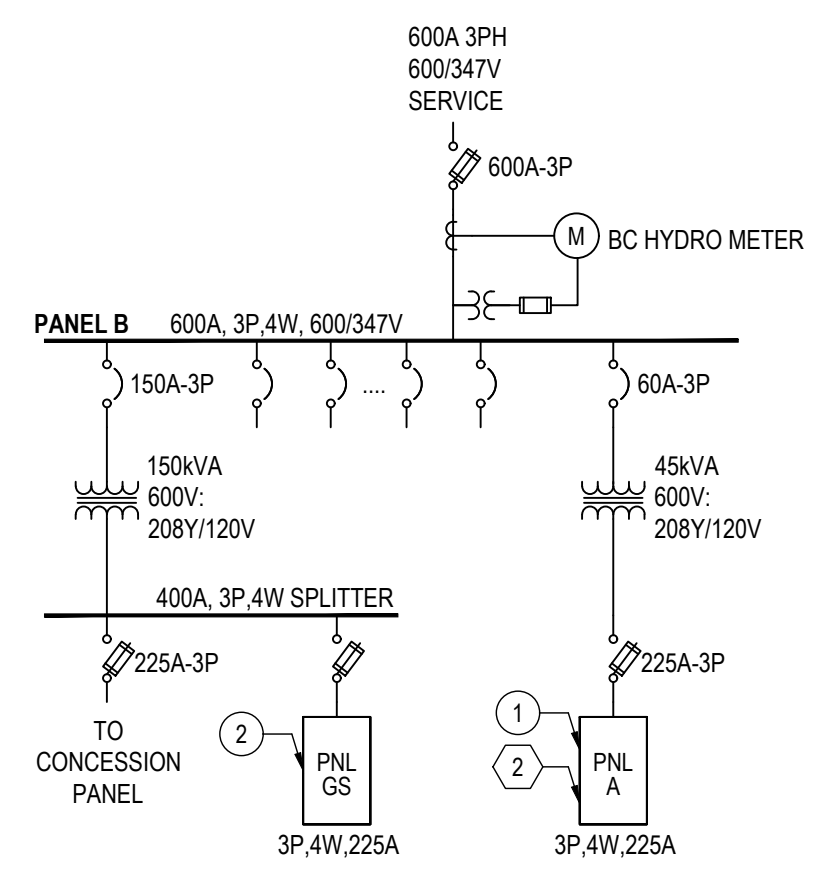 600A 3PH
600/347V
SERVICE
600A-3P
M
BC HYDRO METER
PANEL B
600A, 3P,4W, 600/347V
150A-3P
....
60A-3P
150kVA
600V:
208Y/120V
45kVA
600V:
208Y/120V
400A, 3P,4W SPLITTER
225A-3P
225A-3P
TO
CONCESSION
PANEL
2
PNL
GS
3P,4W,225A
1
2
PNL
A
3P,4W,225A